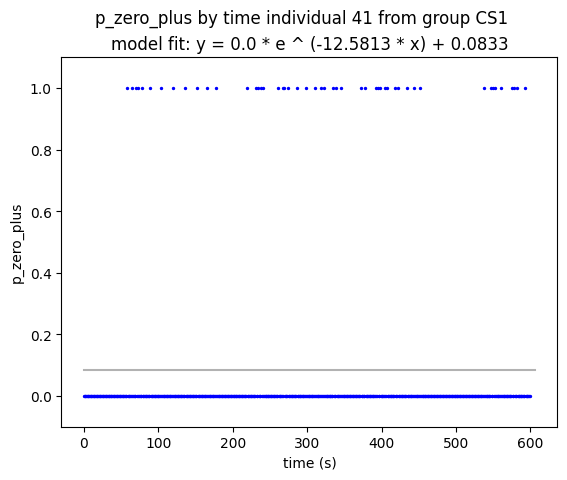 p_zero_plus by time individual 41 from group CS1
model fit: y = 0.0 * e ^ (-12.5813 * x) + 0.0833
1.0
0.8
0.6
0.4
0.2
0.0
p_zero_plus
0 100 200 300 400 500 600
time (s)